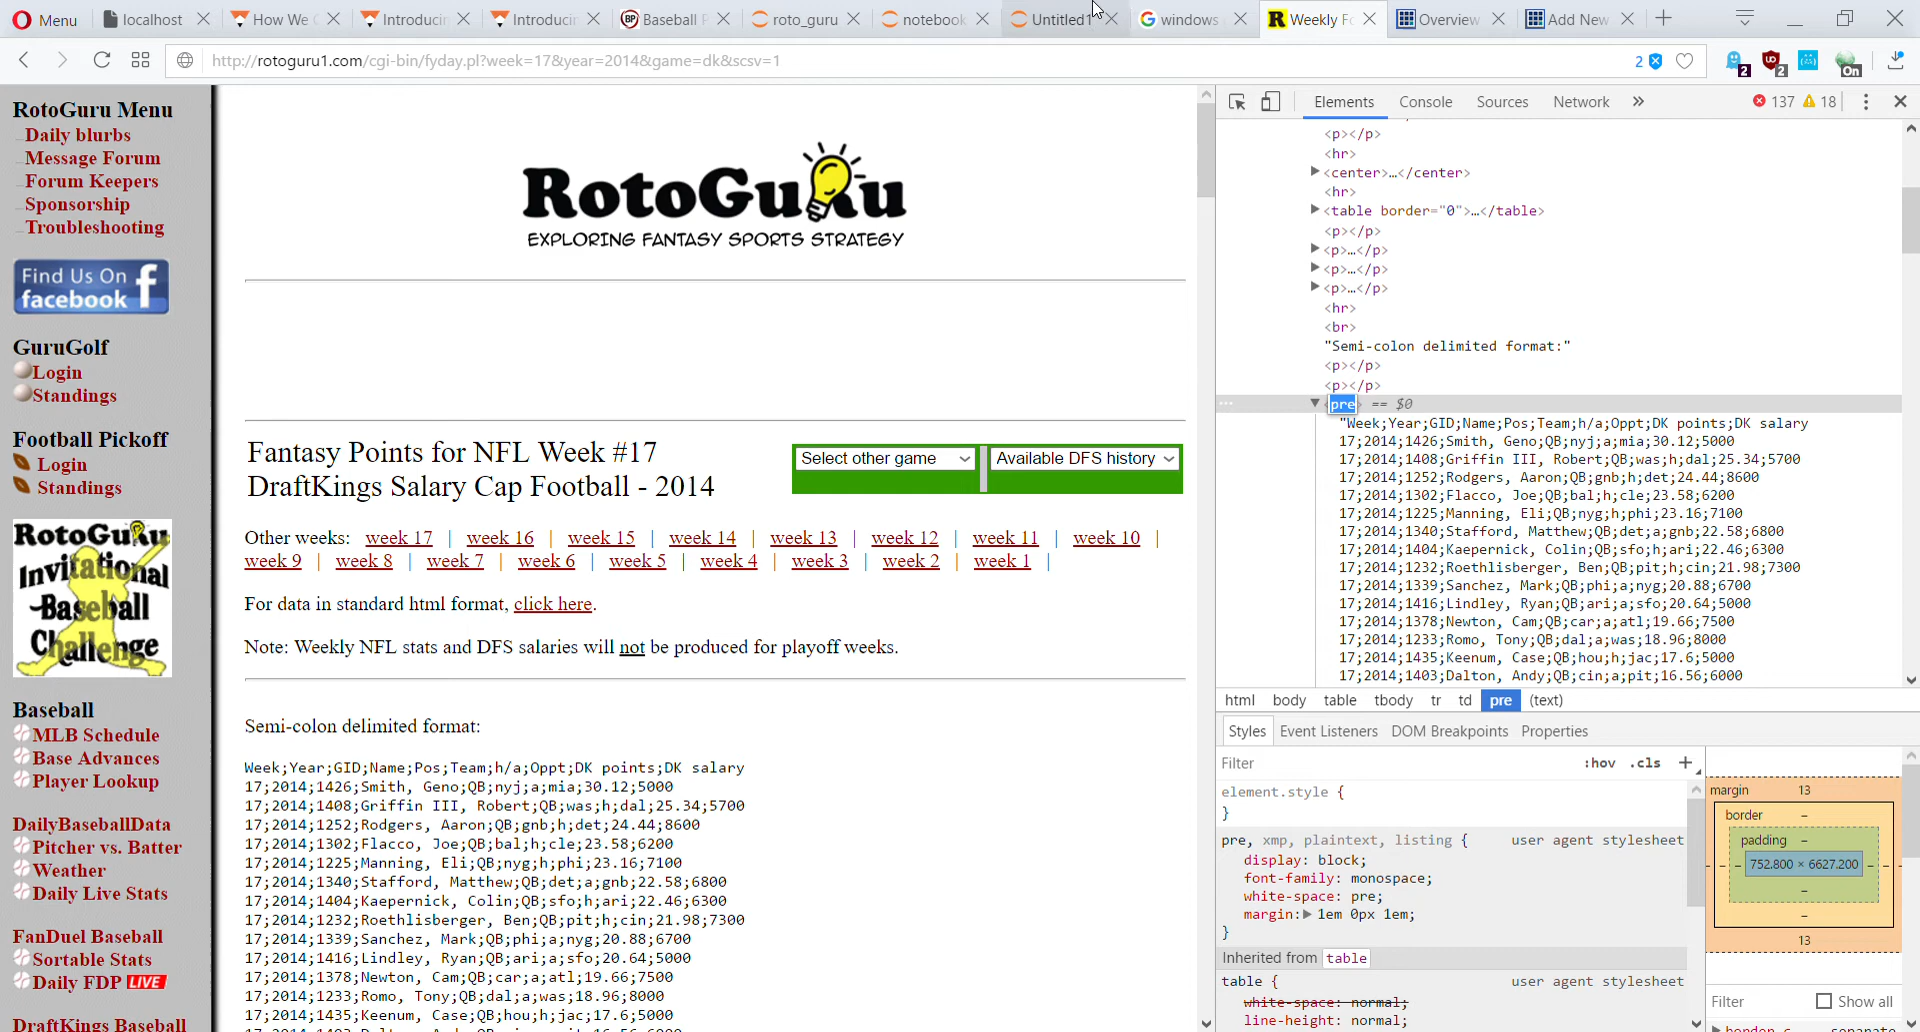 Menu
localhost
How We C
Introducin
Introducin
Baseball P
roto_guru
notebook
Untitled1
windows
Weekly Fo
Overview
Add New
http://rotoguru1.com/cgi-bin/fyday.pl?week=17&year=2014&game=dk&scsv=1
2
2
2
On
RotoGuru Menu
Daily blurbs
Message Forum
Forum Keepers
Sponsorship
Troubleshooting
Find Us On
facebook
GuruGolf
Login
Standings
Football Pickoff
Login
Standings
RotoGuRu
Invitational
Baseball
Challenge
Baseball
MLB Schedule
Base Advances
Player Lookup
DailyBaseballData
Pitcher vs. Batter
Weather
Daily Live Stats
FanDuel Baseball
Sortable Stats
Daily FDP LIVE
DraftKings Baseball
RotoGuRu
EXPLORING FANTASY SPORTS STRATEGY
Fantasy Points for NFL Week #17
DraftKings Salary Cap Football - 2014
Select other game
Available DFS history
Other weeks: week 17 | week 16 | week 15 | week 14 | week 13 | week 12 | week 11 | week 10 |
week 9 | week 8 | week 7 | week 6 | week 5 | week 4 | week 3 | week 2 | week 1 |
For data in standard html format, click here.
Note: Weekly NFL stats and DFS salaries will not be produced for playoff weeks.
Semi-colon delimited format:
Week;Year;GID;Name;Pos;Team;h/a;Oppt;DK points;DK salary
17;2014;1426;Smith, Geno;QB;nyj;a;mia;30.12;5000
17;2014;1408;Griffin III, Robert;QB;was;h;dal;25.34;5700
17;2014;1252;Rodgers, Aaron;QB;gnb;h;det;24.44;8600
17;2014;1302;Flacco, Joe;QB;bal;h;cle;23.58;6200
17;2014;1225;Manning, Eli;QB;nyg;h;phi;23.16;7100
17;2014;1340;Stafford, Matthew;QB;det;a;gnb;22.58;6800
17;2014;1404;Kaepernick, Colin;QB;sfo;h;ari;22.46;6300
17;2014;1232;Roethlisberger, Ben;QB;pit;h;cin;21.98;7300
17;2014;1339;Sanchez, Mark;QB;phi;a;nyg;20.88;6700
17;2014;1416;Lindley, Ryan;QB;ari;a;sfo;20.64;5000
17;2014;1378;Newton, Cam;QB;car;a;atl;19.66;7500
17;2014;1233;Romo, Tony;QB;dal;a;was;18.96;8000
17;2014;1435;Keenum, Case;QB;hou;h;jac;17.6;5000
17;2014;1403;Dalton, Andy;QB;cin;a;pit;16.56;6000
Elements
Console
Sources
Network
»
137
18
<p></p>
<hr>
<center>…</center>
<hr>
<table border="0">…</table>
<p></p>
<p>…</p>
<p>…</p>
<p>…</p>
<hr>
<br>
"Semi-colon delimited format:"
<p></p>
<p></p>
<pre> == $0
"Week;Year;GID;Name;Pos;Team;h/a;Oppt;DK points;DK salary
17;2014;1426;Smith, Geno;QB;nyj;a;mia;30.12;5000
17;2014;1408;Griffin III, Robert;QB;was;h;dal;25.34;5700
17;2014;1252;Rodgers, Aaron;QB;gnb;h;det;24.44;8600
17;2014;1302;Flacco, Joe;QB;bal;h;cle;23.58;6200
17;2014;1225;Manning, Eli;QB;nyg;h;phi;23.16;7100
17;2014;1340;Stafford, Matthew;QB;det;a;gnb;22.58;6800
17;2014;1404;Kaepernick, Colin;QB;sfo;h;ari;22.46;6300
17;2014;1232;Roethlisberger, Ben;QB;pit;h;cin;21.98;7300
17;2014;1339;Sanchez, Mark;QB;phi;a;nyg;20.88;6700
17;2014;1416;Lindley, Ryan;QB;ari;a;sfo;20.64;5000
17;2014;1378;Newton, Cam;QB;car;a;atl;19.66;7500
17;2014;1233;Romo, Tony;QB;dal;a;was;18.96;8000
17;2014;1435;Keenum, Case;QB;hou;h;jac;17.6;5000
17;2014;1403;Dalton, Andy;QB;cin;a;pit;16.56;6000
html body table tbody tr td pre (text)
Styles
Event Listeners
DOM Breakpoints
Properties
Filter
:hov .cls +
element.style {
}
pre, xmp, plaintext, listing { user agent stylesheet
display: block;
font-family: monospace;
white-space: pre;
margin: 1em 0px 1em;
}
Inherited from table
table { user agent stylesheet
white-space: normal;
line-height: normal;
margin 13
border –
padding –
– – 752.800 × 6627.200 – –
–
–
13
Filter
Show all